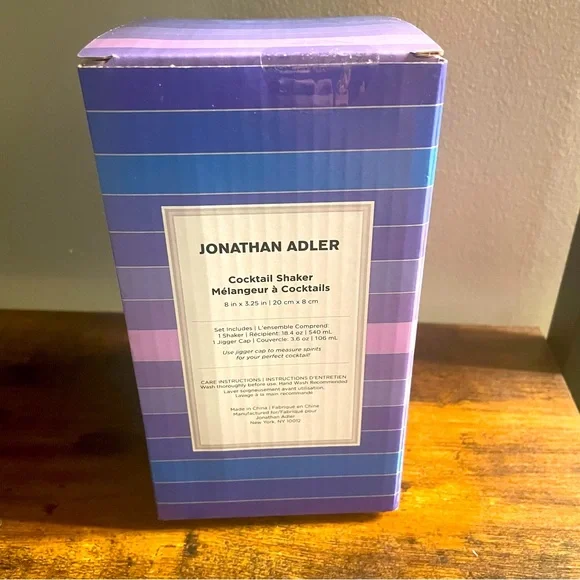 JONATHAN ADLER
Cocktail Shaker
Mélangeur à Cocktails
8 in x 3.25 in | 20 cm x 8 cm
Set Includes | L'ensemble Comprend:
1 Shaker | Récipient: 18.4 oz | 540 mL
1 Jigger Cap | Couvercle: 3.6 oz | 106 mL
Use jigger cap to measure spirits
for your perfect cocktail!
CARE INSTRUCTIONS | INSTRUCTIONS D'ENTRETIEN
Wash thoroughly before use. Hand Wash Recommended
Laver soigneusement avant utilisation,
Lavage à la main recommandé
Made in China | Fabriqué en China
Manufactured for/Fabriqué pour
Jonathan Adler
New York, NY 10012